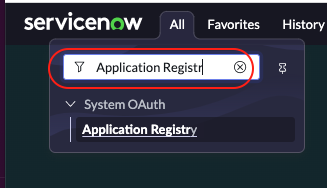 servicenow All Favorites History
Application Registr
System OAuth
Application Registry